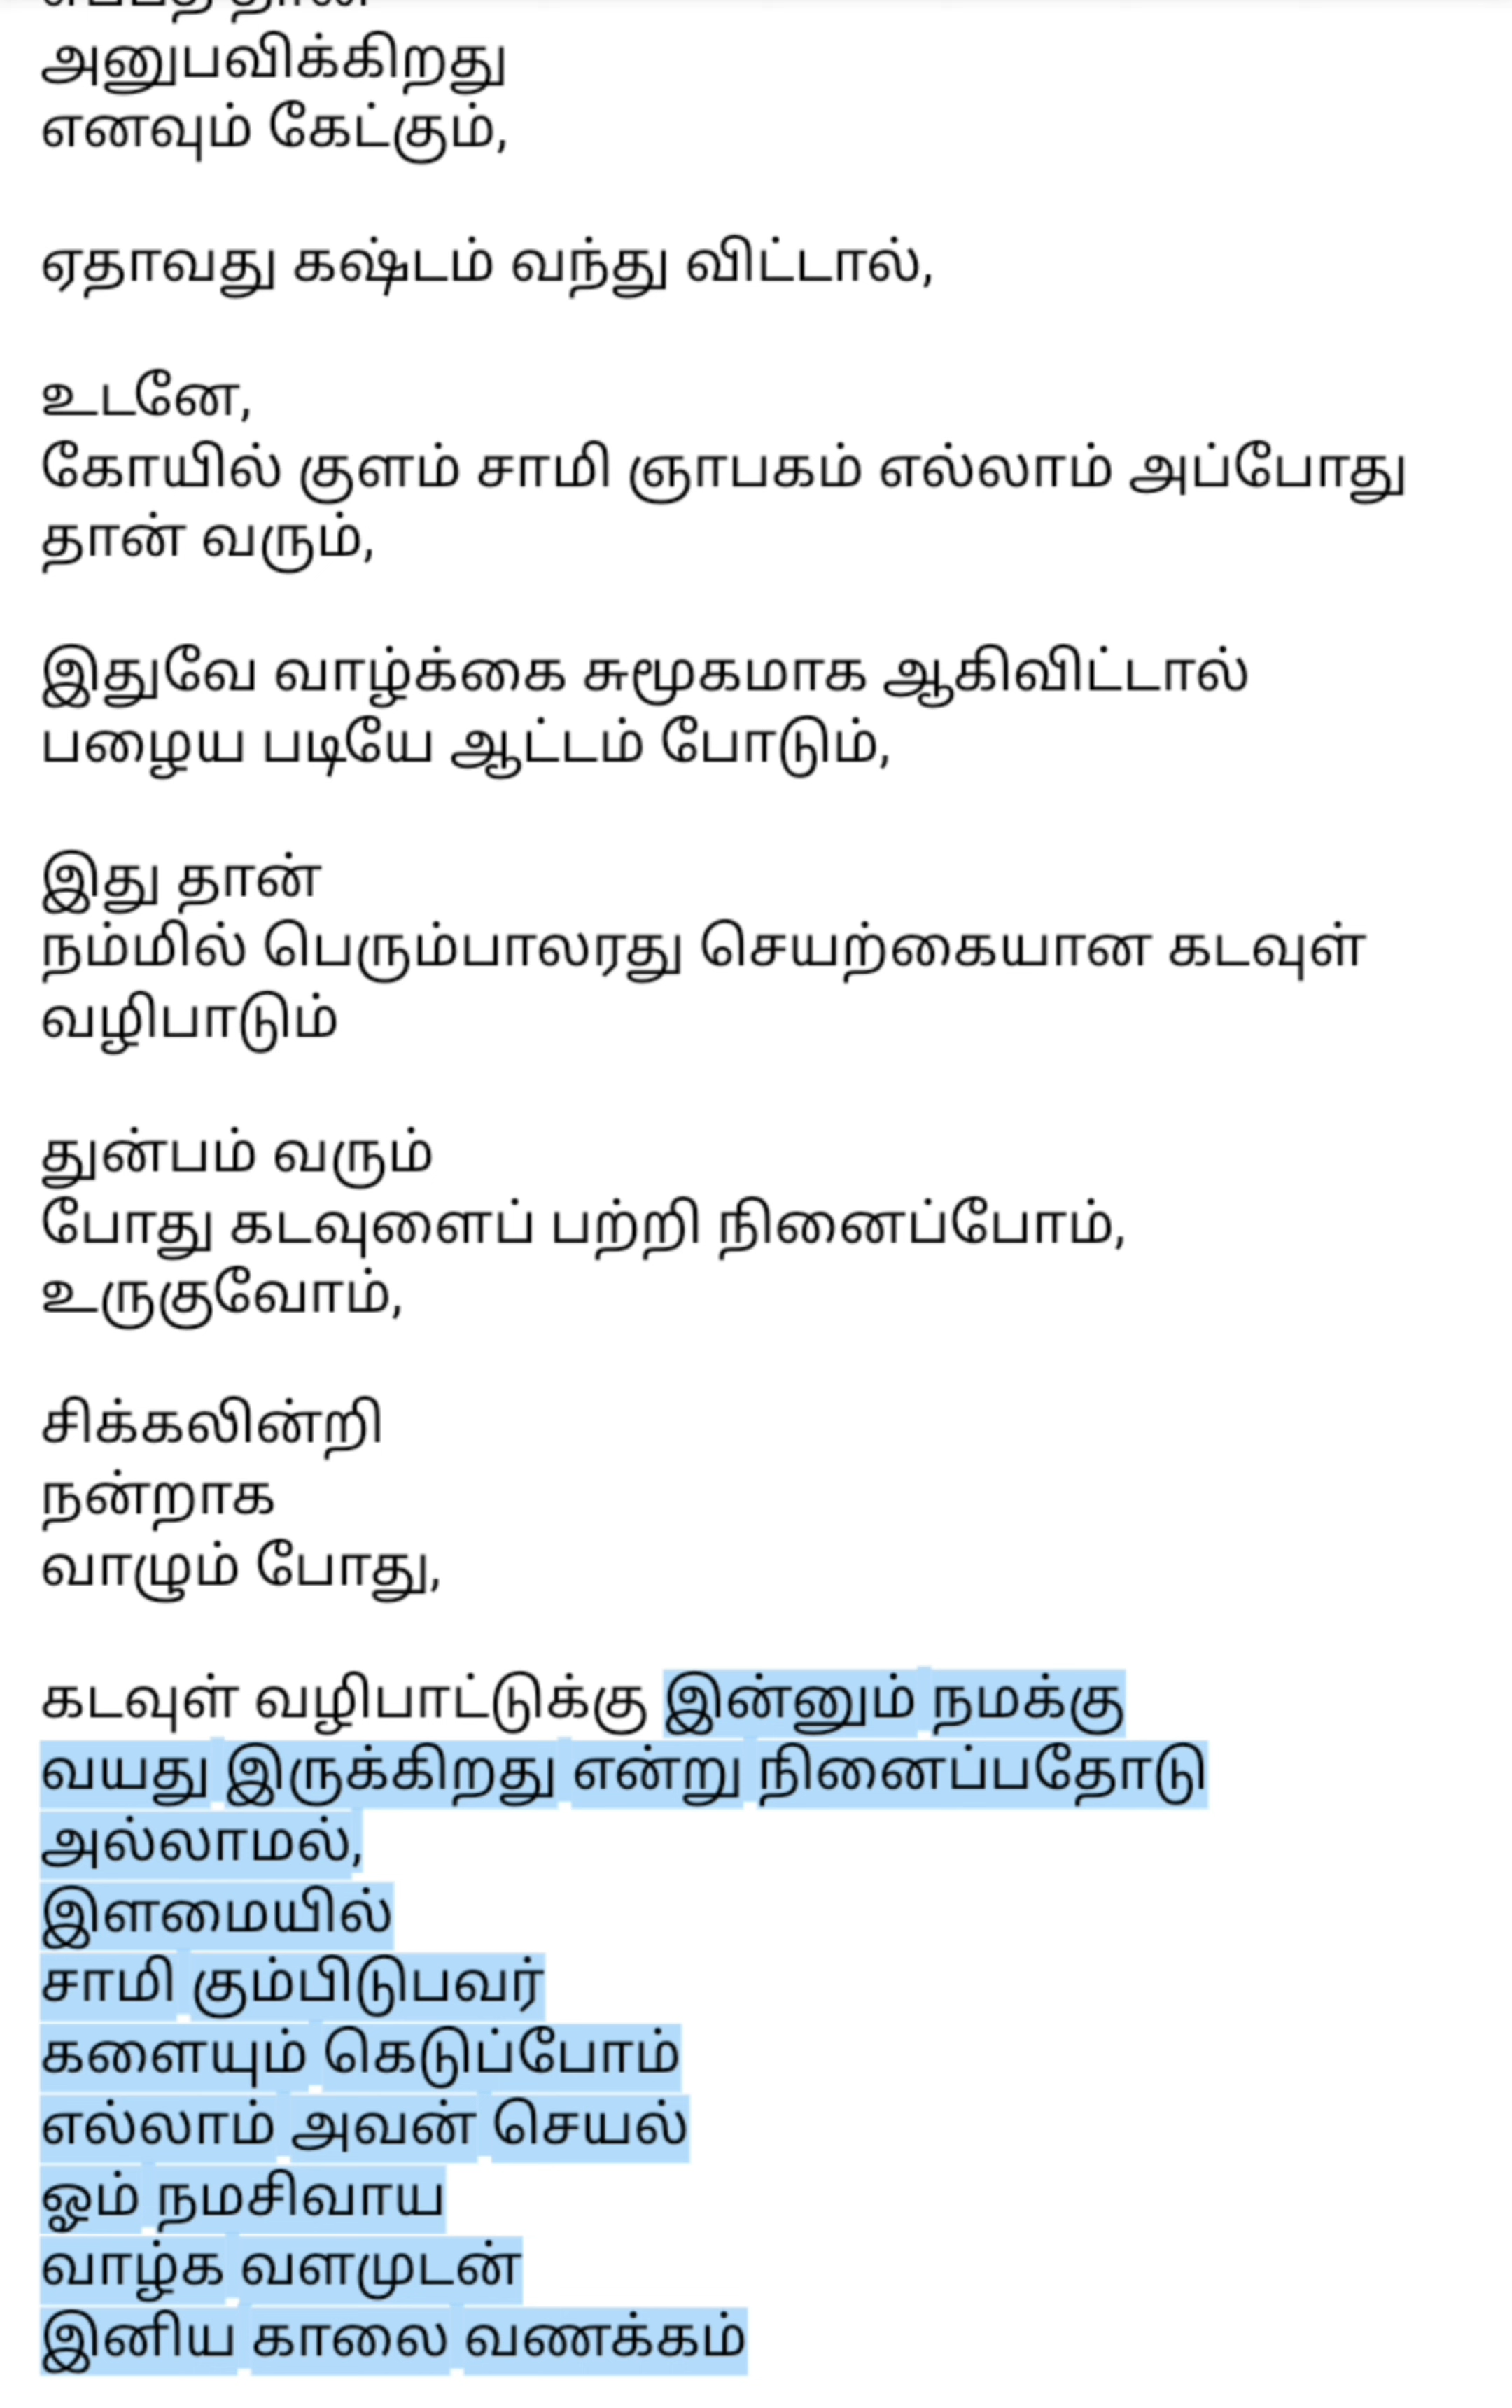 அனுபவிக்கிறது
எனவும் கேட்கும்,
ஏதாவது கஷ்டம் வந்து விட்டால்,
உடனே,
கோயில் குளம் சாமி ஞாபகம் எல்லாம் அப்போது
தான் வரும்,
இதுவே வாழ்க்கை சுமூகமாக ஆகிவிட்டால்
பழைய படியே ஆட்டம் போடும்,
இது தான்
நம்மில் பெரும்பாலரது செயற்கையான கடவுள்
வழிபாடும்
துன்பம் வரும்
போது கடவுளைப் பற்றி நினைப்போம்,
உருகுவோம்,
சிக்கலின்றி
நன்றாக
வாழும் போது,
கடவுள் வழிபாட்டுக்கு இன்னும் நமக்கு
வயது இருக்கிறது என்று நினைப்பதோடு
அல்லாமல்,
இளமையில்
சாமி கும்பிடுபவர்
களையும் கெடுப்போம்
எல்லாம் அவன் செயல்
ஓம் நமசிவாய
வாழ்க வளமுடன்
இனிய காலை வணக்கம்